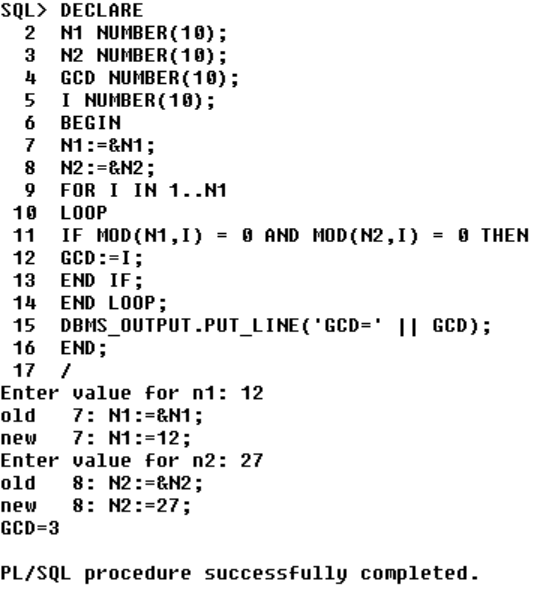 SQL> DECLARE
  2  N1 NUMBER(10);
  3  N2 NUMBER(10);
  4  GCD NUMBER(10);
  5  I NUMBER(10);
  6  BEGIN
  7  N1:=&N1;
  8  N2:=&N2;
  9  FOR I IN 1..N1
 10  LOOP
 11  IF MOD(N1,I) = 0 AND MOD(N2,I) = 0 THEN
 12  GCD:=I;
 13  END IF;
 14  END LOOP;
 15  DBMS_OUTPUT.PUT_LINE('GCD=' || GCD);
 16  END;
 17  /
Enter value for n1: 12
old   7: N1:=&N1;
new   7: N1:=12;
Enter value for n2: 27
old   8: N2:=&N2;
new   8: N2:=27;
GCD=3
PL/SQL procedure successfully completed.